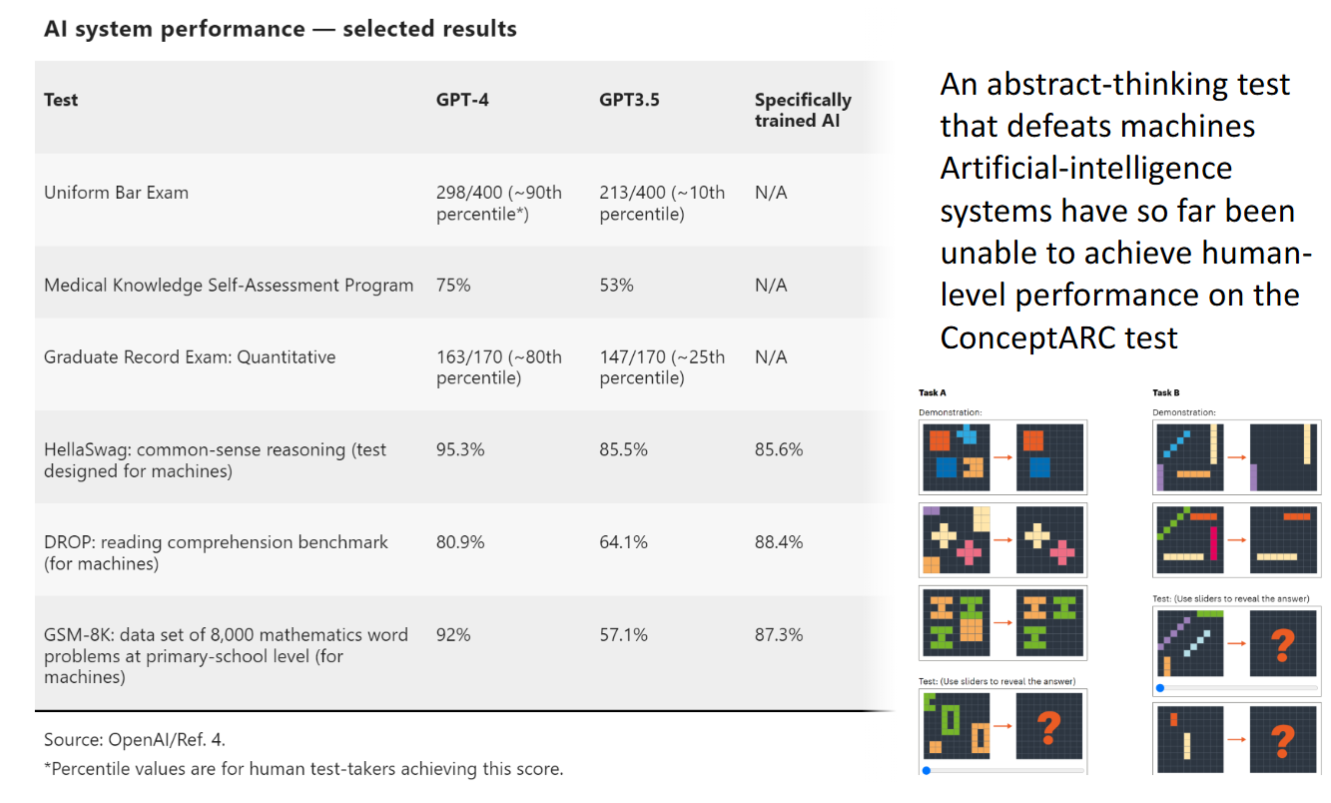 AI system performance — selected results
Test
GPT-4
GPT3.5
Specifically
trained AI
Uniform Bar Exam
298/400 (~90th
percentile*)
213/400 (~10th
percentile)
N/A
Medical Knowledge Self-Assessment Program
75%
53%
N/A
Graduate Record Exam: Quantitative
163/170 (~80th
percentile)
147/170 (~25th
percentile)
N/A
HellaSwag: common-sense reasoning (test
designed for machines)
95.3%
85.5%
85.6%
DROP: reading comprehension benchmark
(for machines)
80.9%
64.1%
88.4%
GSM-8K: data set of 8,000 mathematics word
problems at primary-school level (for
machines)
92%
57.1%
87.3%
Source: OpenAI/Ref. 4.
*Percentile values are for human test-takers achieving this score.
An abstract-thinking test
that defeats machines
Artificial-intelligence
systems have so far been
unable to achieve human-
level performance on the
ConceptARC test
Task A
Demonstration:
Test: (Use sliders to reveal the answer)
?
Task B
Demonstration:
Test: (Use sliders to reveal the answer)
?
?